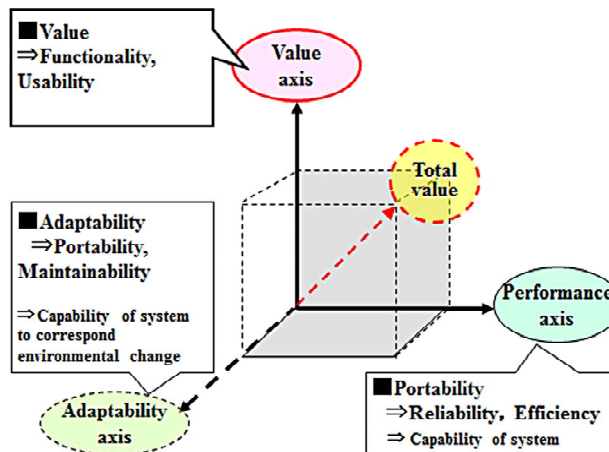 ■Value
⇒Functionality,
Usability
Value
axis
Total
value
■Adaptability
⇒Portability,
Maintainability
⇒ Capability of system
to correspond
environmental change
Performance
axis
■Portability
⇒Reliability, Efficiency
⇒ Capability of system
Adaptability
axis